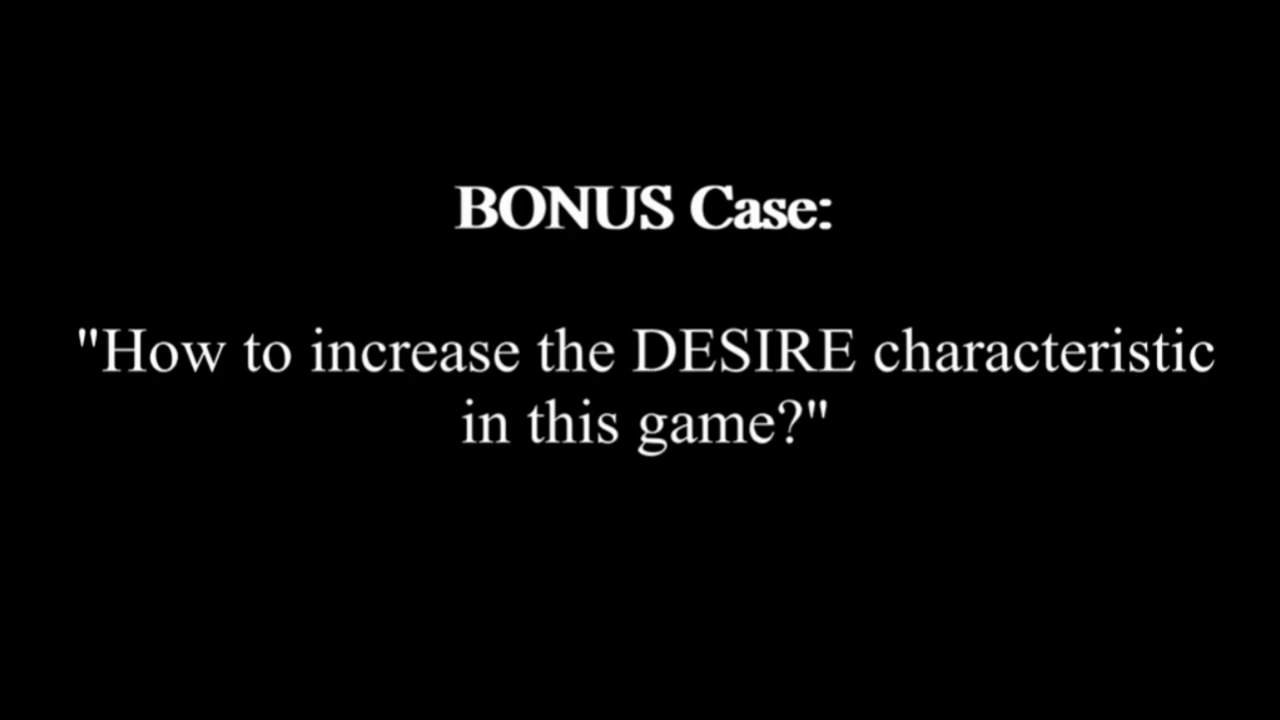 BONUS Case:
"How to increase the DESIRE characteristic
in this game?"